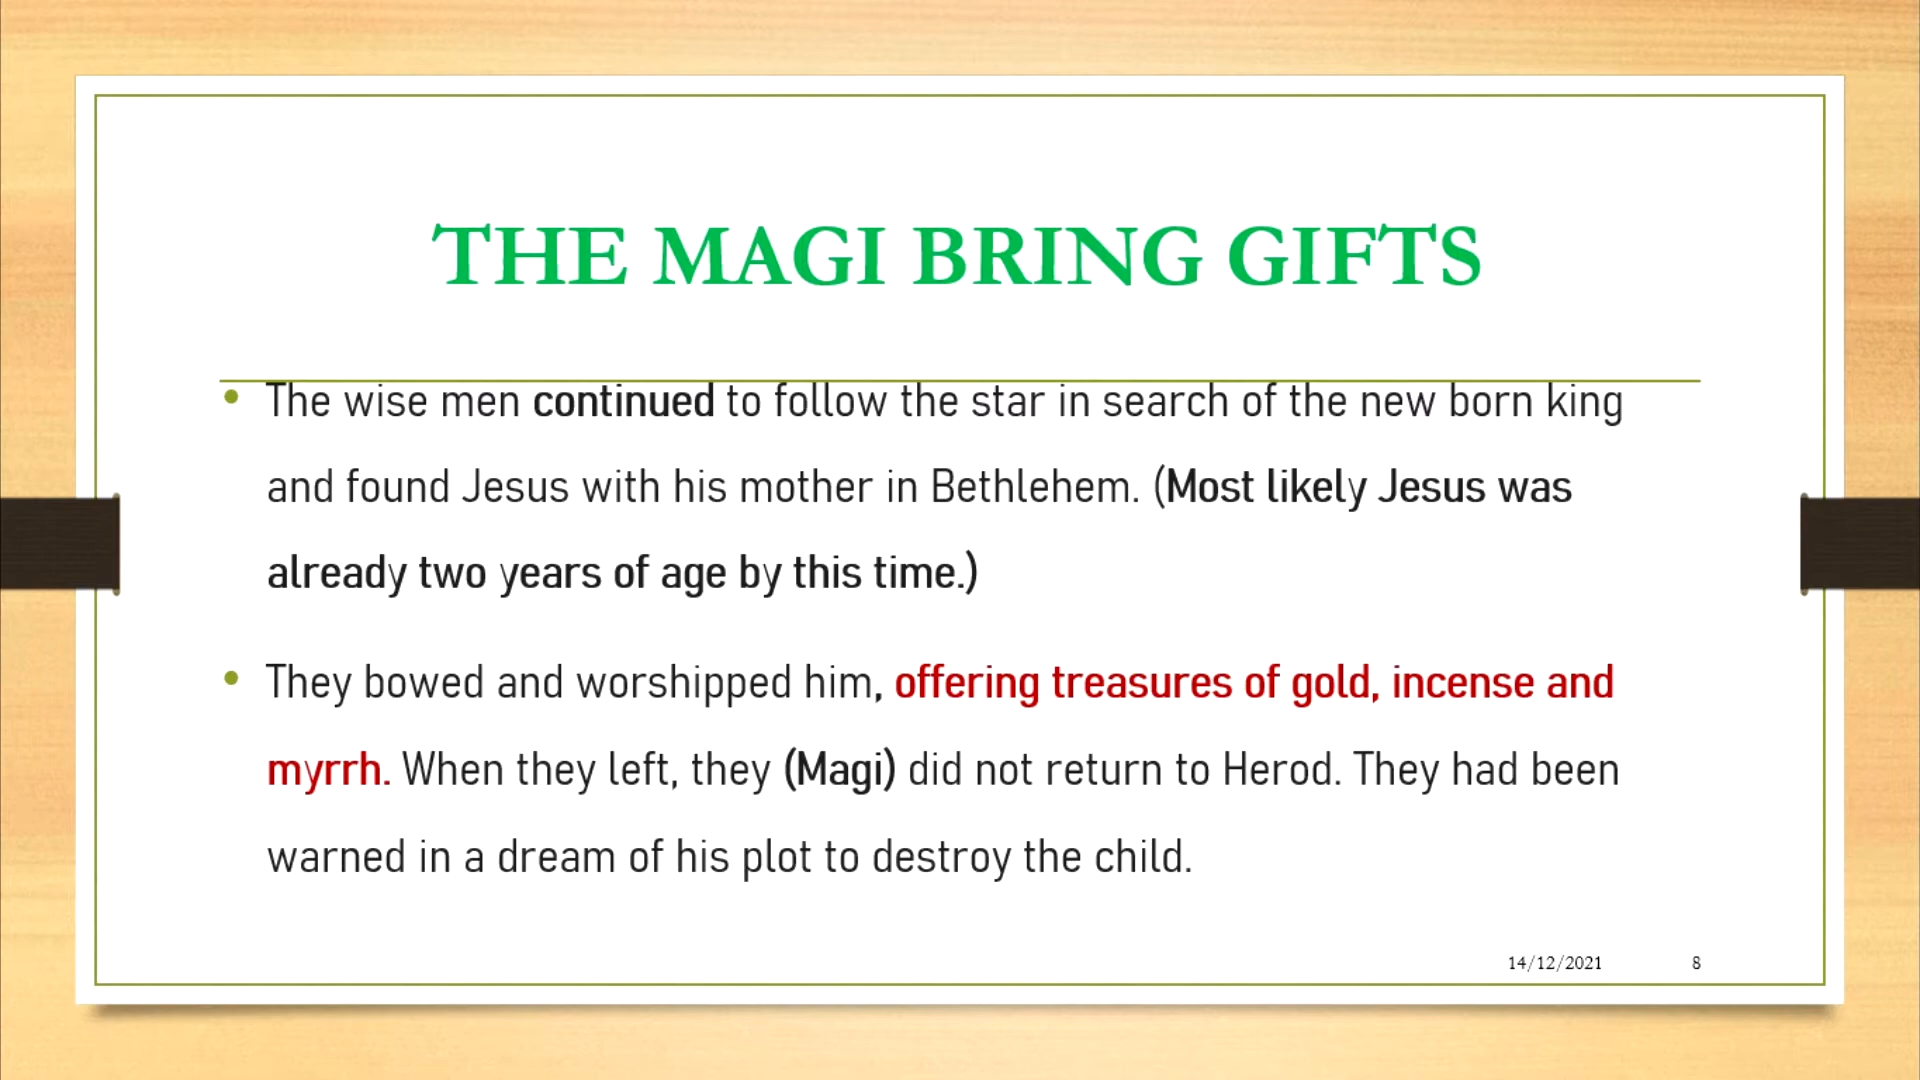 THE MAGI BRING GIFTS
• The wise men continued to follow the star in search of the new born king
and found Jesus with his mother in Bethlehem. (Most likely Jesus was
already two years of age by this time.)
• They bowed and worshipped him, offering treasures of gold, incense and
myrrh. When they left, they (Magi) did not return to Herod. They had been
warned in a dream of his plot to destroy the child.
14/12/2021 8